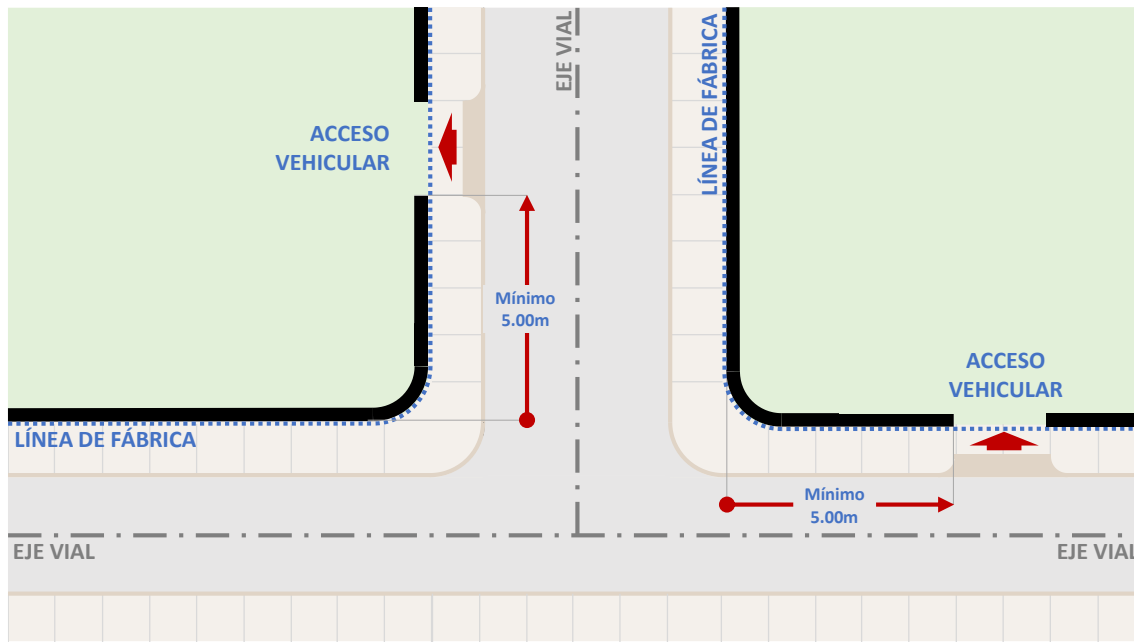 EJE VIAL
LÍNEA DE FÁBRICA
ACCESO
VEHICULAR
Mínimo
5.00m
ACCESO
VEHICULAR
LÍNEA DE FÁBRICA
Mínimo
5.00m
EJE VIAL
EJE VIAL